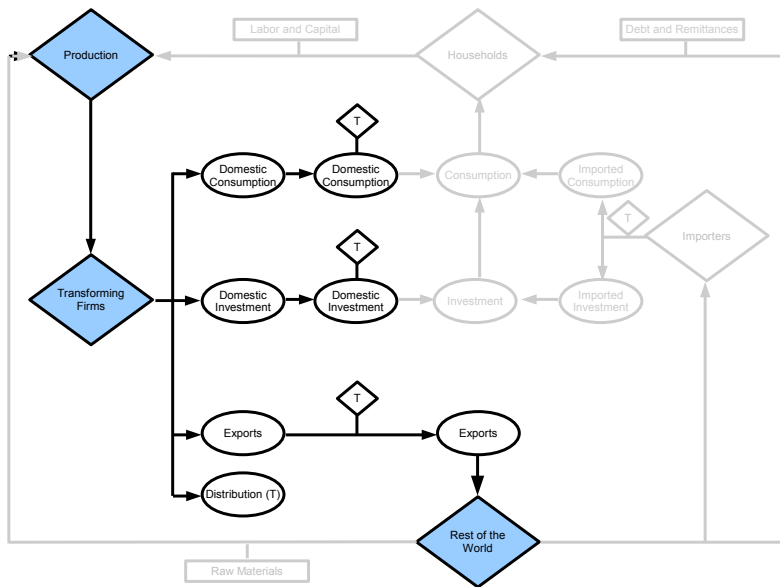 Labor and Capital
Debt and Remittances
Production
Households
T
Domestic
Consumption
Domestic
Consumption
Consumption
Imported
Consumption
T
Importers
T
Transforming
Firms
Domestic
Investment
Domestic
Investment
Investment
Imported
Investment
T
Exports
Exports
Distribution (T)
Rest of the
World
Raw Materials